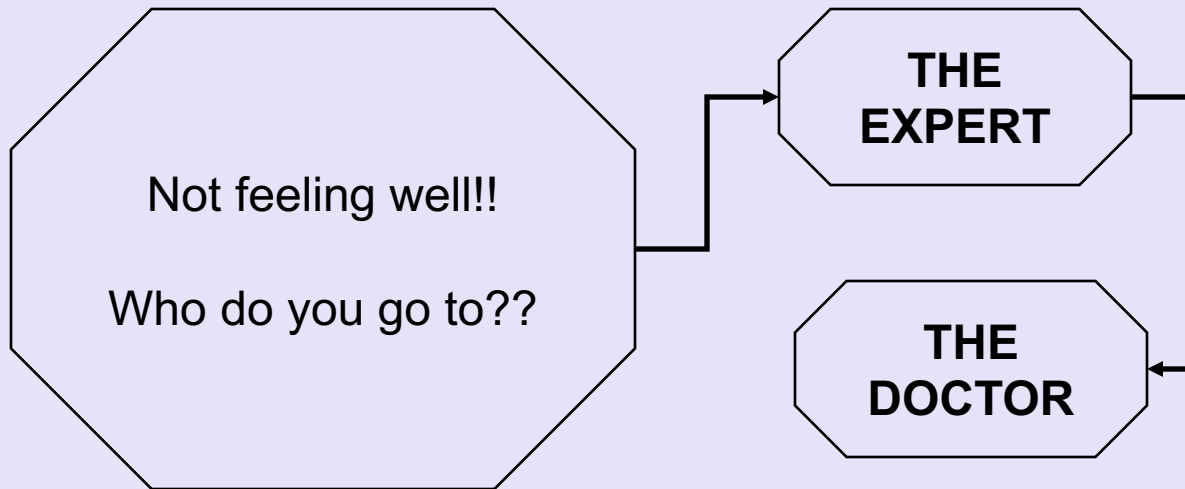 Not feeling well!!
Who do you go to??
THE
EXPERT
THE
DOCTOR